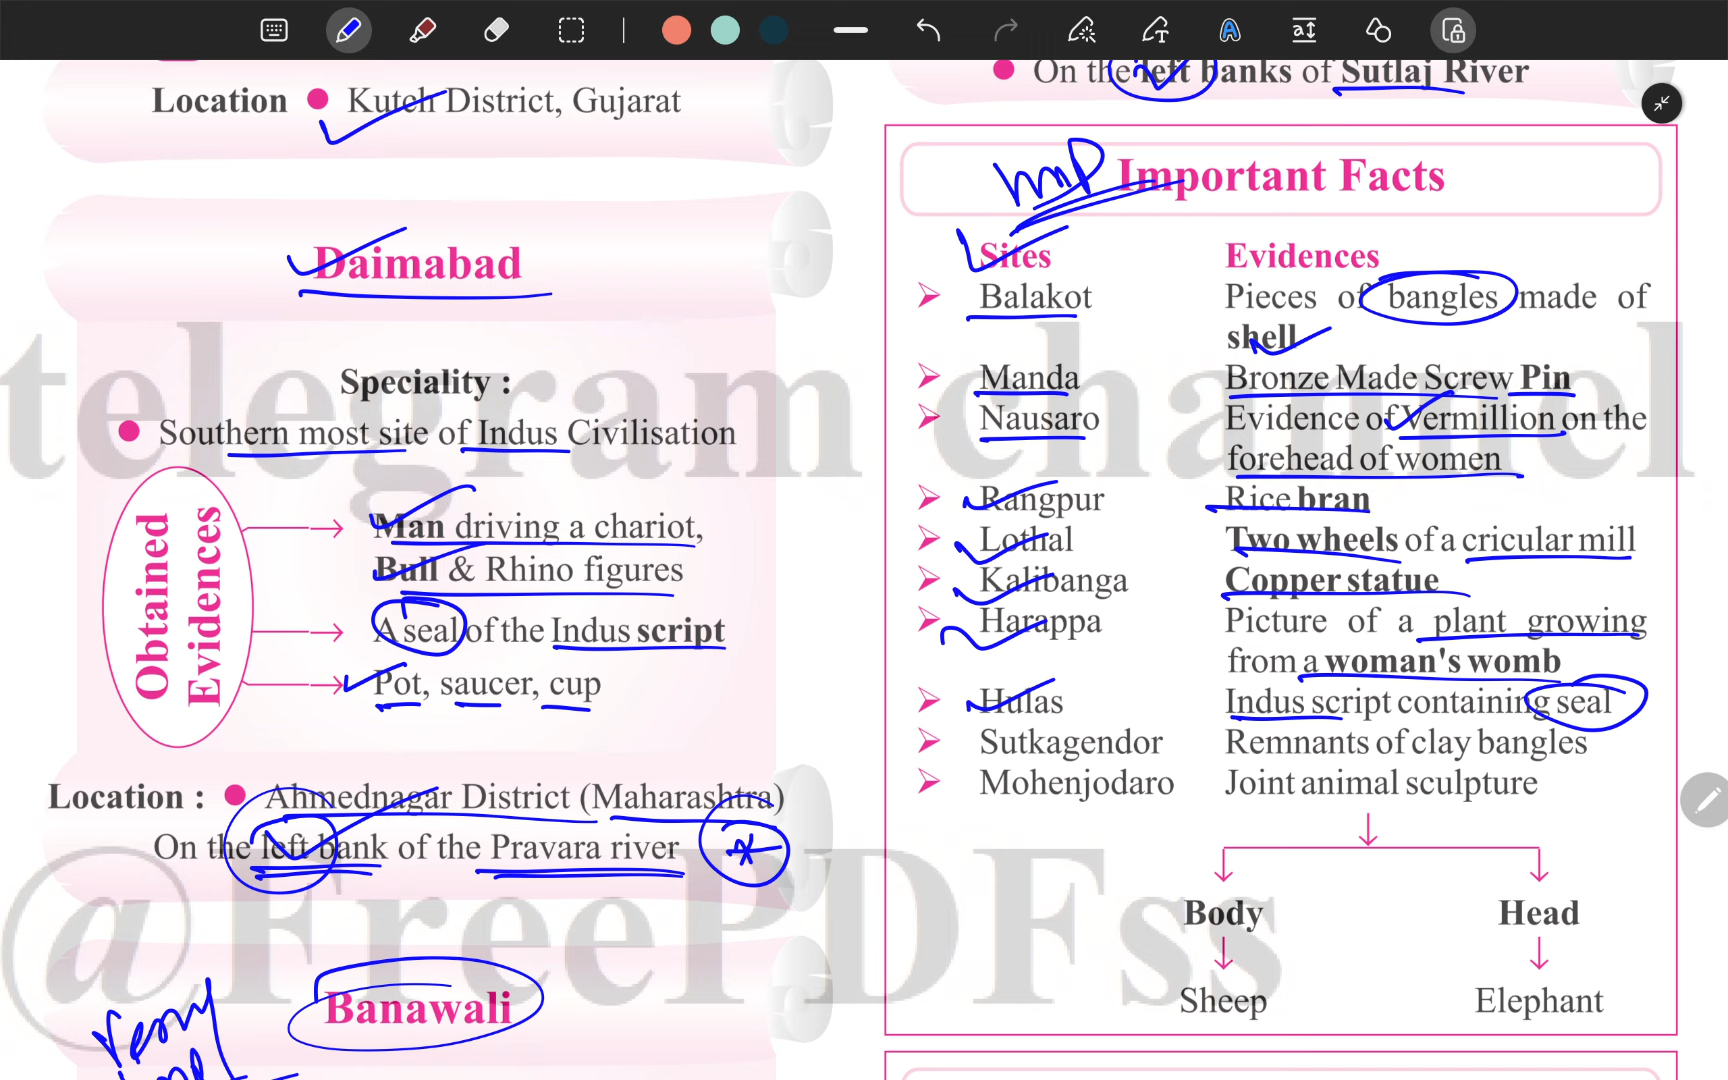 Location ● Kutch District, Gujarat
Daimabad
Speciality :
● Southern most site of Indus Civilisation
Obtained
Evidences
Man driving a chariot,
Bull & Rhino figures
A seal of the Indus script
Pot, saucer, cup
Location : ● Ahmednagar District (Maharashtra)
On the left bank of the Pravara river
Banawali
Very
● On the left banks of Sutlaj River
Imp
Important Facts
Sites Evidences
Balakot Pieces of bangles made of
shell
Manda Bronze Made Screw Pin
Nausaro Evidence of Vermillion on the
forehead of women
Rangpur Rice bran
Lothal Two wheels of a cricular mill
Kalibanga Copper statue
Harappa Picture of a plant growing
from a woman's womb
Hulas Indus script containing seal
Sutkagendor Remnants of clay bangles
Mohenjodaro Joint animal sculpture
Body Head
Sheep Elephant
telegram channel
@FreePDFss